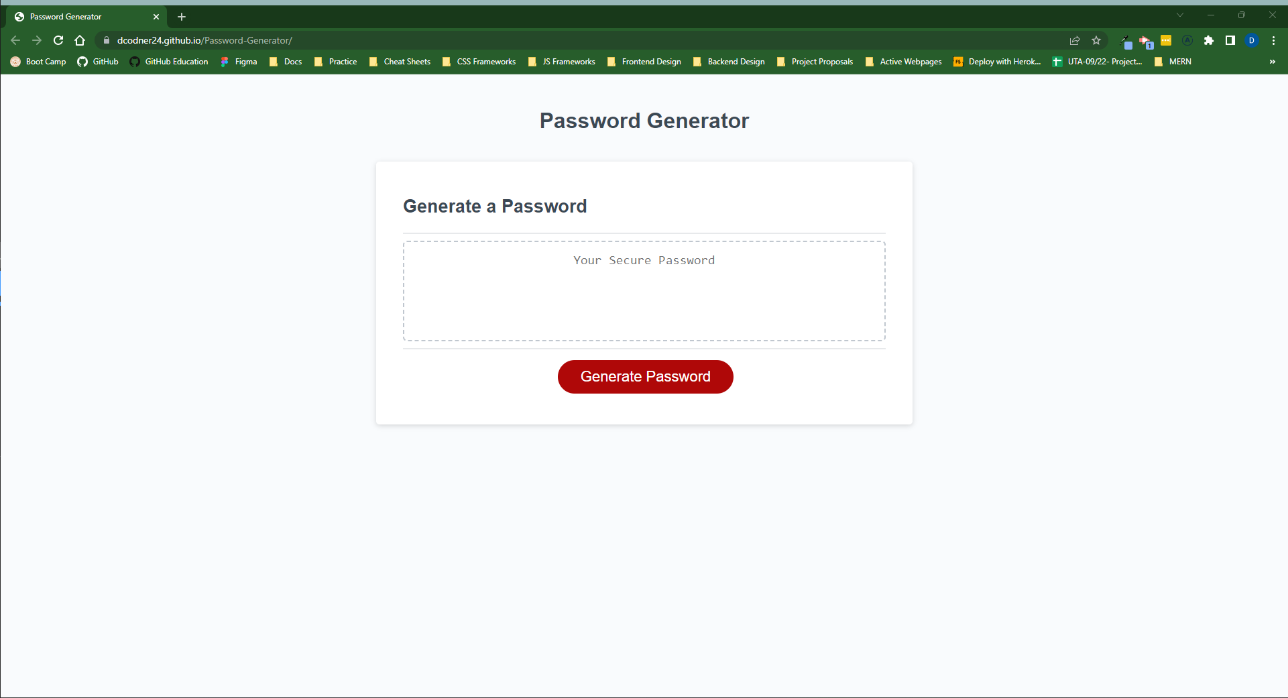 Password Generator
dcodner24.github.io/Password-Generator/
Boot Camp GitHub GitHub Education Figma Docs Practice Cheat Sheets CSS Frameworks JS Frameworks Frontend Design Backend Design Project Proposals Active Webpages Deploy with Herok... UTA-09/22- Project... MERN »
Password Generator
Generate a Password
Your Secure Password
Generate Password